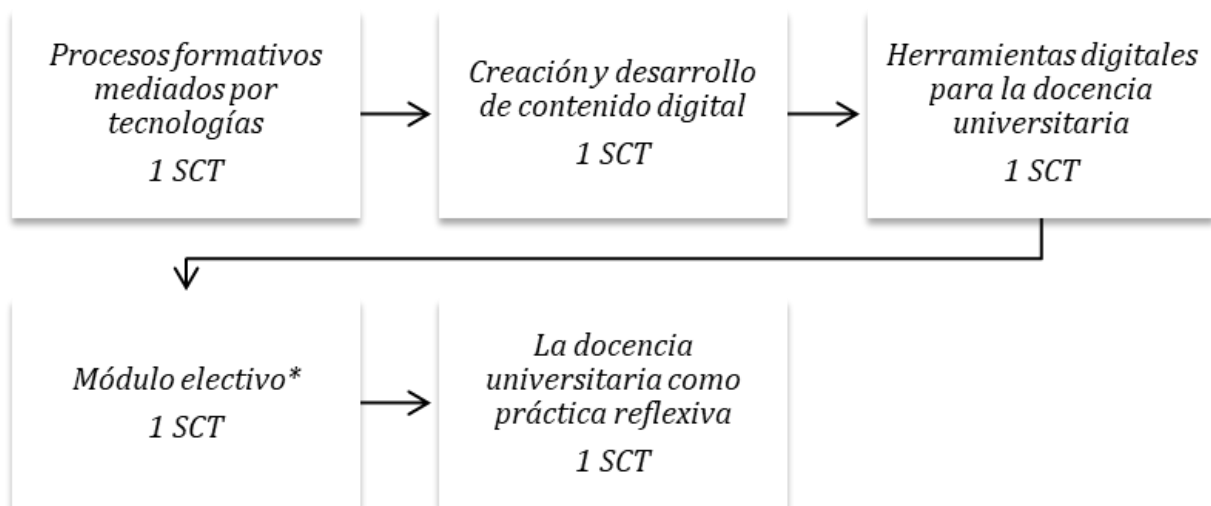 Procesos formativos
mediados por
tecnologías
1 SCT
Creación y desarrollo
de contenido digital
1 SCT
Herramientas digitales
para la docencia
universitaria
1 SCT
Módulo electivo*
1 SCT
La docencia
universitaria como
práctica reflexiva
1 SCT